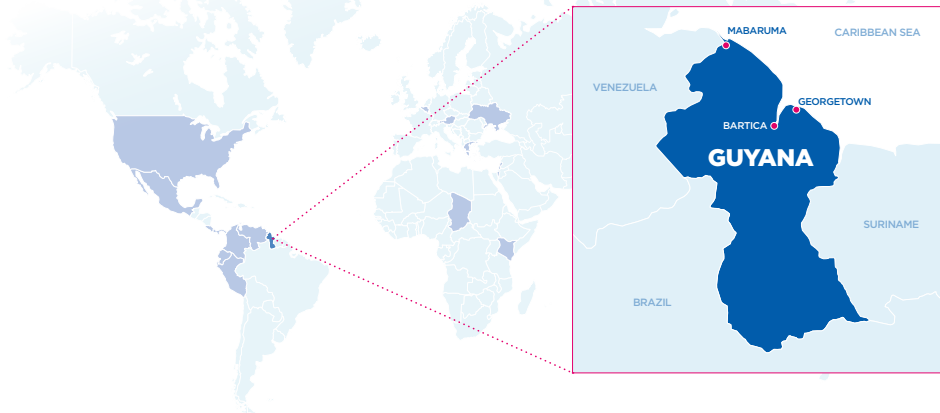 MABARUMA
CARIBBEAN SEA
VENEZUELA
GEORGETOWN
BARTICA
GUYANA
SURINAME
BRAZIL